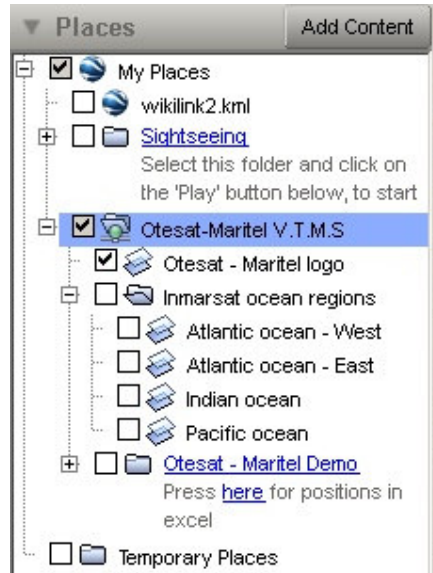 Places
Add Content
My Places
wikilink2.kml
Sightseeing
Select this folder and click on
the 'Play' button below, to start
Otesat-Maritel V.T.M.S
Otesat - Maritel logo
Inmarsat ocean regions
Atlantic ocean - West
Atlantic ocean - East
Indian ocean
Pacific ocean
Otesat - Maritel Demo
Press here for positions in
excel
Temporary Places